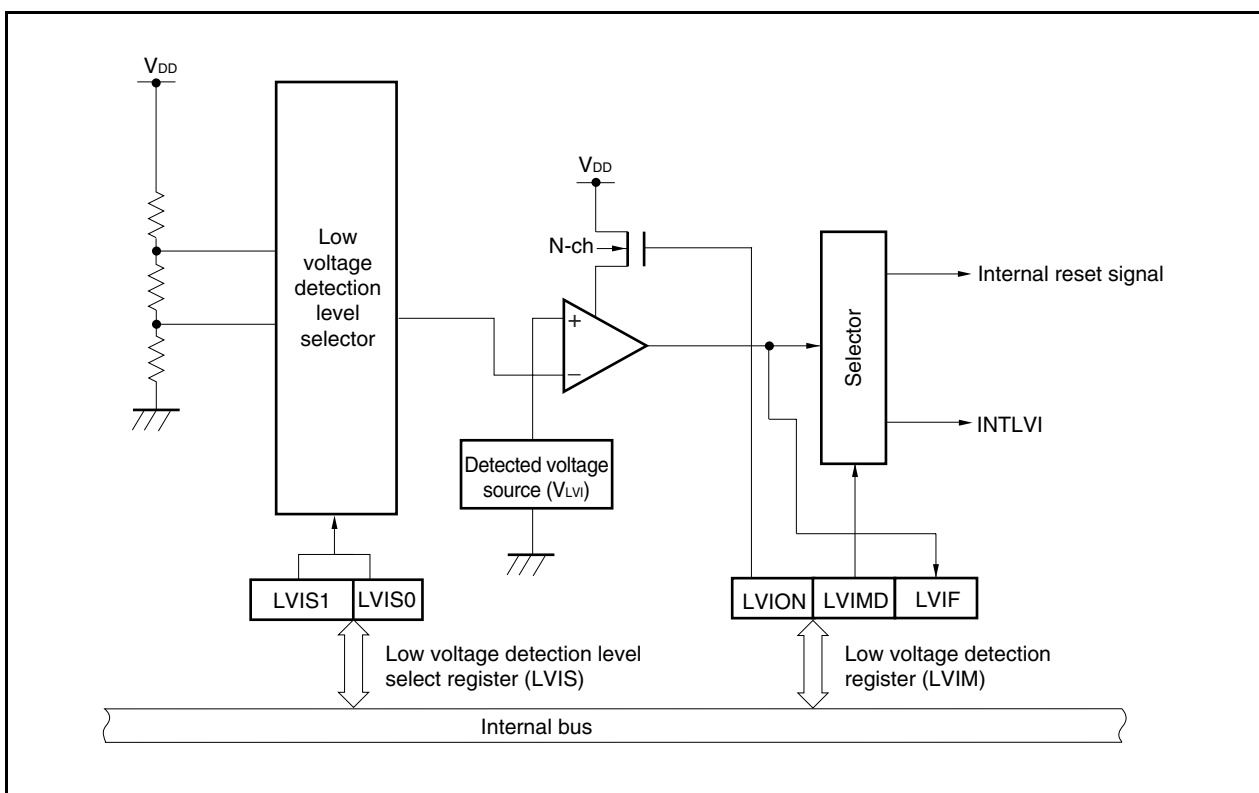 VDD
Low
voltage
detection
level
selector
VDD
N-ch
+
−
Detected voltage
source (VLVI)
Selector
Internal reset signal
INTLVI
LVIS1
LVIS0
LVION
LVIMD
LVIF
Low voltage detection level
select register (LVIS)
Low voltage detection
register (LVIM)
Internal bus